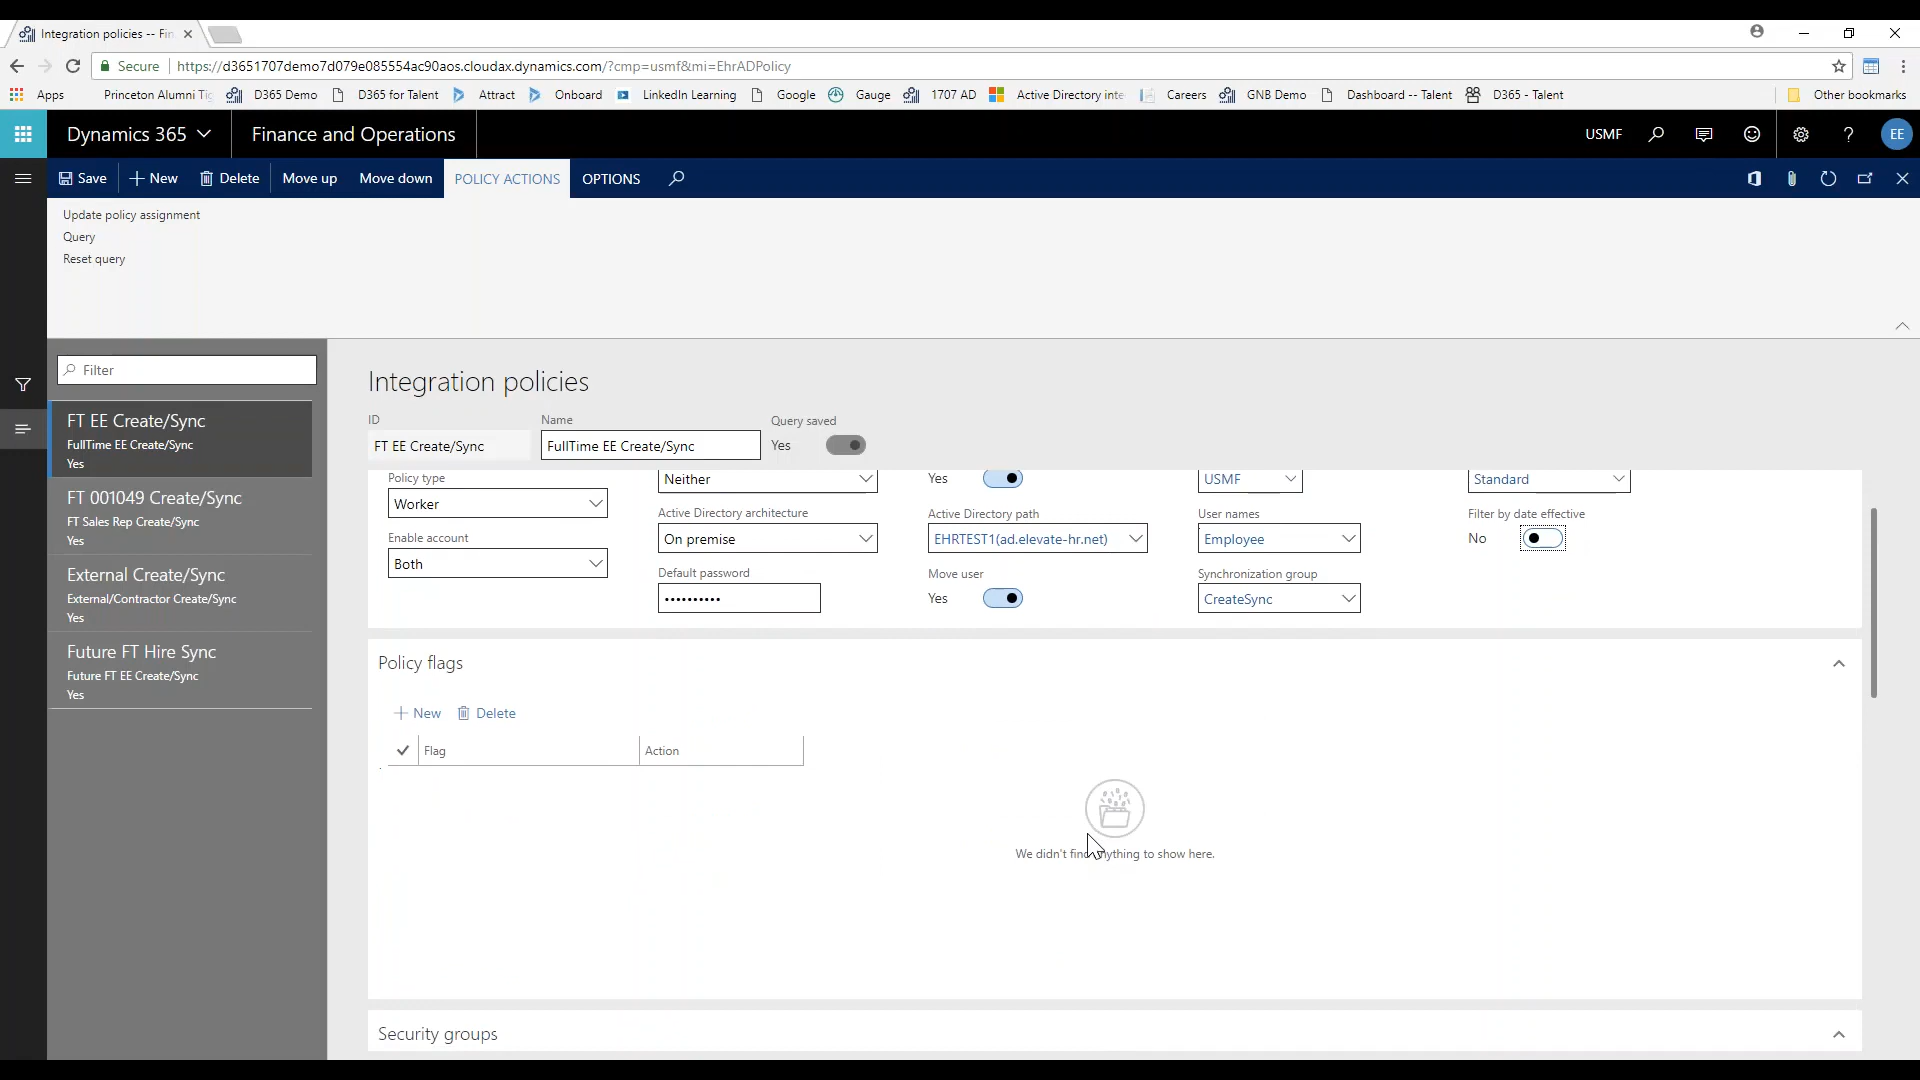 Integration policies -- Fin
Secure https://d3651707demo7d079e085554ac90aos.cloudax.dynamics.com/?cmp=usmf&mi=EhrADPolicy
Apps Princeton Alumni Tig D365 Demo D365 for Talent Attract Onboard LinkedIn Learning Google Gauge 1707 AD Active Directory inte Careers GNB Demo Dashboard -- Talent D365 - Talent Other bookmarks
Dynamics 365 Finance and Operations USMF ? EE
Save + New Delete Move up Move down POLICY ACTIONS OPTIONS
Update policy assignment
Query
Reset query
Filter
FT EE Create/Sync
FullTime EE Create/Sync
Yes
FT 001049 Create/Sync
FT Sales Rep Create/Sync
Yes
External Create/Sync
External/Contractor Create/Sync
Yes
Future FT Hire Sync
Future FT EE Create/Sync
Yes
Integration policies
ID Name Query saved
FT EE Create/Sync FullTime EE Create/Sync Yes
Policy type Neither Yes USMF Standard
Worker
Active Directory architecture Active Directory path User names Filter by date effective
Enable account On premise EHRTEST1(ad.elevate-hr.net) Employee No
Both
Default password Move user Synchronization group
•••••••••• Yes CreateSync
Policy flags
+ New Delete
Flag Action
We didn't find anything to show here.
Security groups